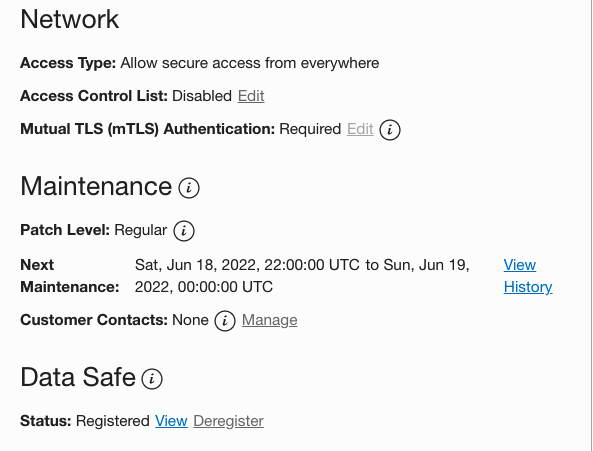 Network
Access Type: Allow secure access from everywhere
Access Control List: Disabled Edit
Mutual TLS (mTLS) Authentication: Required Edit i
Maintenance i
Patch Level: Regular i
Next Maintenance: Sat, Jun 18, 2022, 22:00:00 UTC to Sun, Jun 19, 2022, 00:00:00 UTC View History
Customer Contacts: None i Manage
Data Safe i
Status: Registered View Deregister